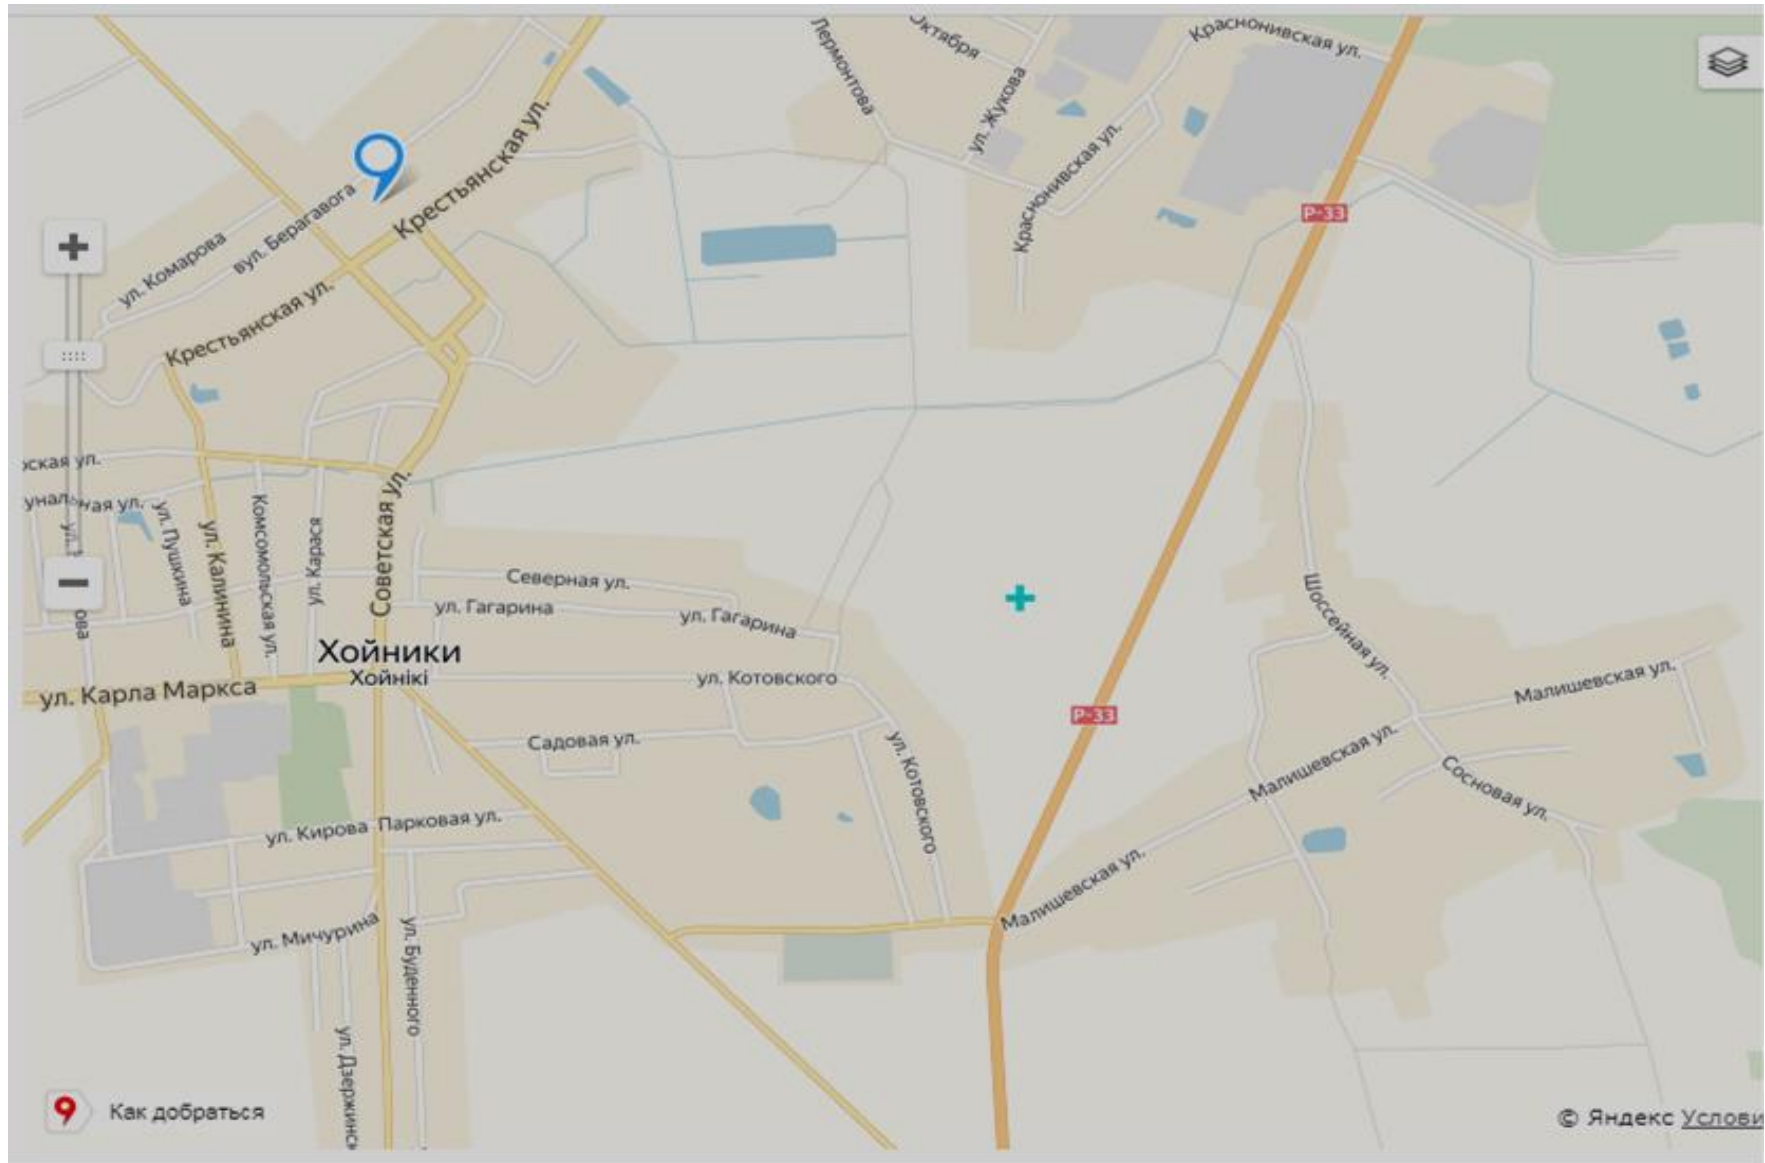 Октября
Краснонивская ул.
Лермонтова
ул. Жукова
Крестьянская ул.
Краснонивская ул.
вул. Берагавога
Р-33
ул. Комарова
Крестьянская ул.
ская ул.
ная ул.
ул. Пушкина
ул. Калинина
Комсомольская ул.
ул. Карася
Советская ул.
Северная ул.
ул. Гагарина
ул. Гагарина
Шоссейная ул.
ова
Хойники
Хойнікі
ул. Карла Маркса
ул. Котовского
Малишевская ул.
Р-33
Садовая ул.
ул. Котовского
Малишевская ул.
Сосновая ул.
ул. Кирова
Парковая ул.
Малишевская ул.
ул. Мичурина
ул. Буденного
ул. Дзержинск
Как добраться
© Яндекс Услови